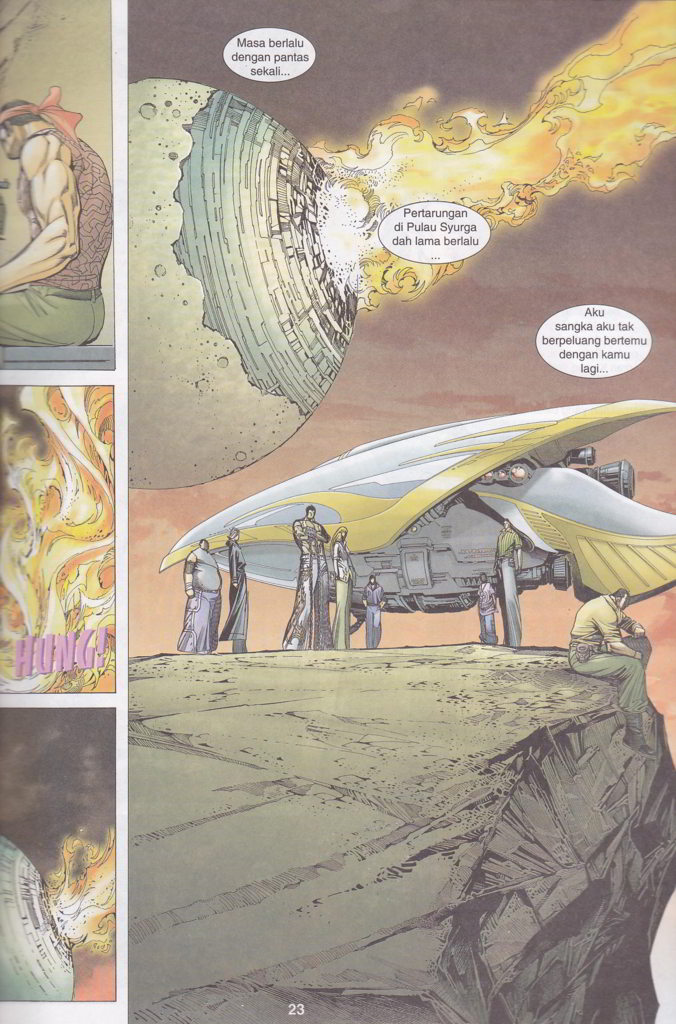 Masa berlalu
dengan pantas
sekali...
Pertarungan
di Pulau Syurga
dah lama berlalu
...
Aku
sangka aku tak
berpeluang bertemu
dengan kamu
lagi...
HUNG!
23